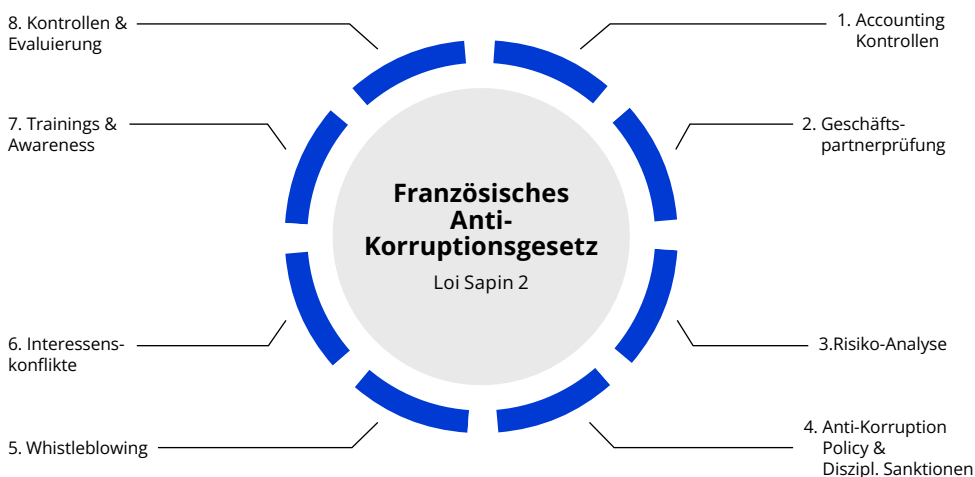 8. Kontrollen &
Evaluierung
1. Accounting
Kontrollen
7. Trainings &
Awareness
2. Geschäfts-
partnerprüfung
Französisches
Anti-
Korruptionsgesetz
Loi Sapin 2
6. Interessens-
konflikte
3.Risiko-Analyse
5. Whistleblowing
4. Anti-Korruption
Policy &
Diszipl. Sanktionen